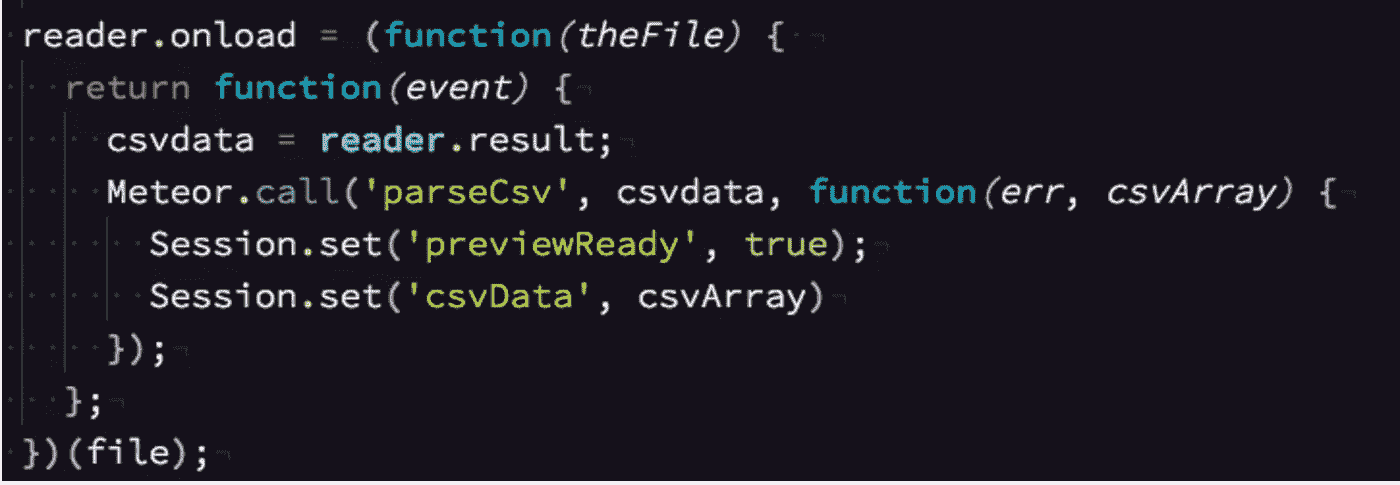 reader.onload = (function(theFile) {
return function(event) {
csvdata = reader.result;
Meteor.call('parseCsv', csvdata, function(err, csvArray) {
Session.set('previewReady', true);
Session.set('csvData', csvArray)
});
};
})(file);